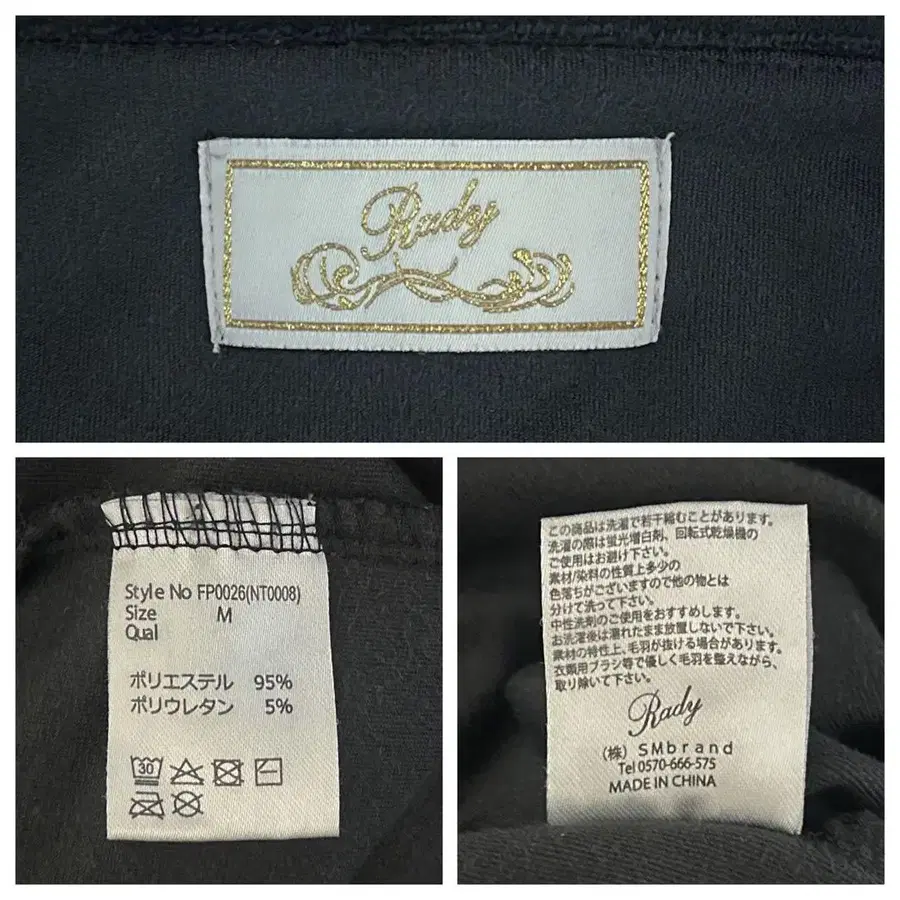 Rady
Style No FP0026(NT0008)
Size M
Qual
ポリエステル 95%
ポリウレタン 5%
30
この商品は洗濯で若干縮むことがあります。
洗濯の際は蛍光増白剤、回転式乾燥機の
ご使用はお避け下さい。
素材/染料の性質上多少の
色落ちがございますので他の物とは
分けて洗って下さい。
中性洗剤のご使用をおすすめします。
お洗濯後は濡れたまま放置しないで下さい。
素材の特性上、毛羽が抜ける場合があります。
衣類用ブラシ等で優しく毛羽を整えながら、
取り除いて下さい。
Rady
(株) SMbrand
Tel 0570-666-575
MADE IN CHINA